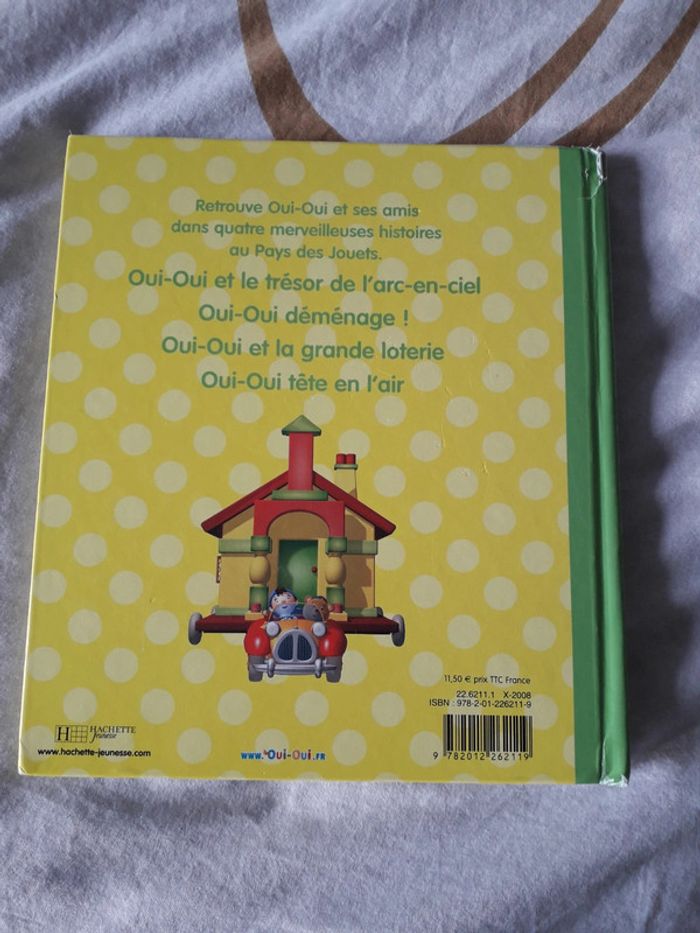 Retrouve Oui-Oui et ses amis
dans quatre merveilleuses histoires
au Pays des Jouets.
Oui-Oui et le trésor de l'arc-en-ciel
Oui-Oui déménage !
Oui-Oui et la grande loterie
Oui-Oui tête en l'air
11,50 € prix TTC France
22.6211.1 X-2008
ISBN : 978-2-01-226211-9
9 782012 262119
H HACHETTE
Jeunesse
www.hachette-jeunesse.com
www.Oui-Oui.FR